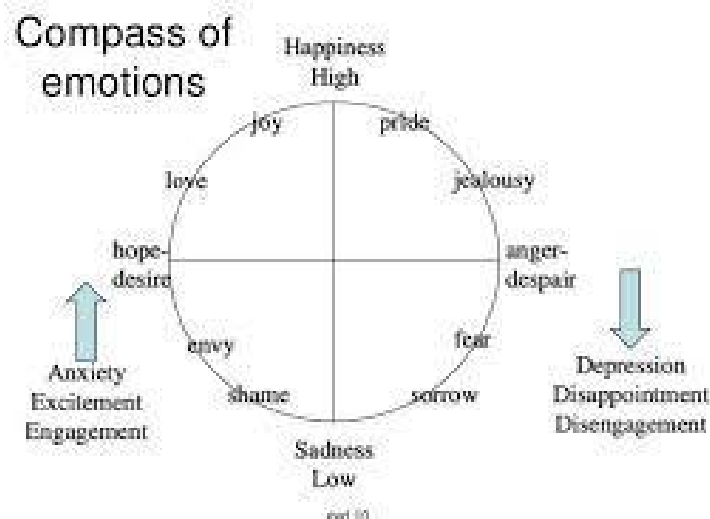 Compass of
emotions
Happiness
High
joy
pride
love
jealousy
hope-
desire
anger-
despair
envy
fear
shame
sorrow
Anxiety
Excitement
Engagement
Depression
Disappointment
Disengagement
Sadness
Low